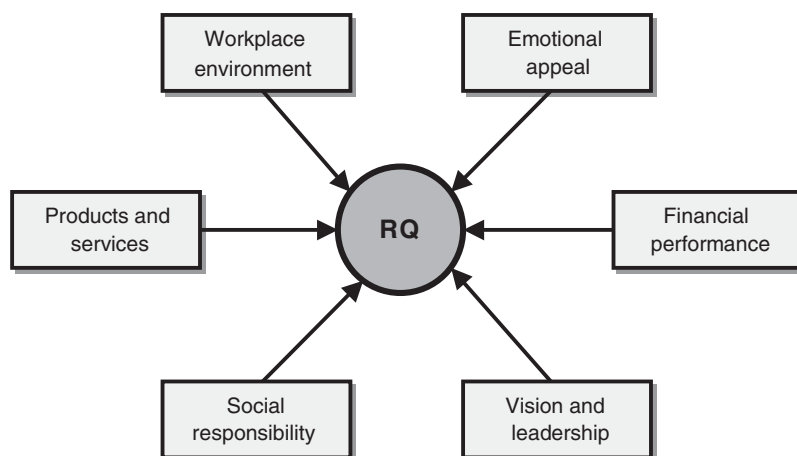 Workplace
environment
Emotional
appeal
Products and
services
RQ
Financial
performance
Social
responsibility
Vision and
leadership